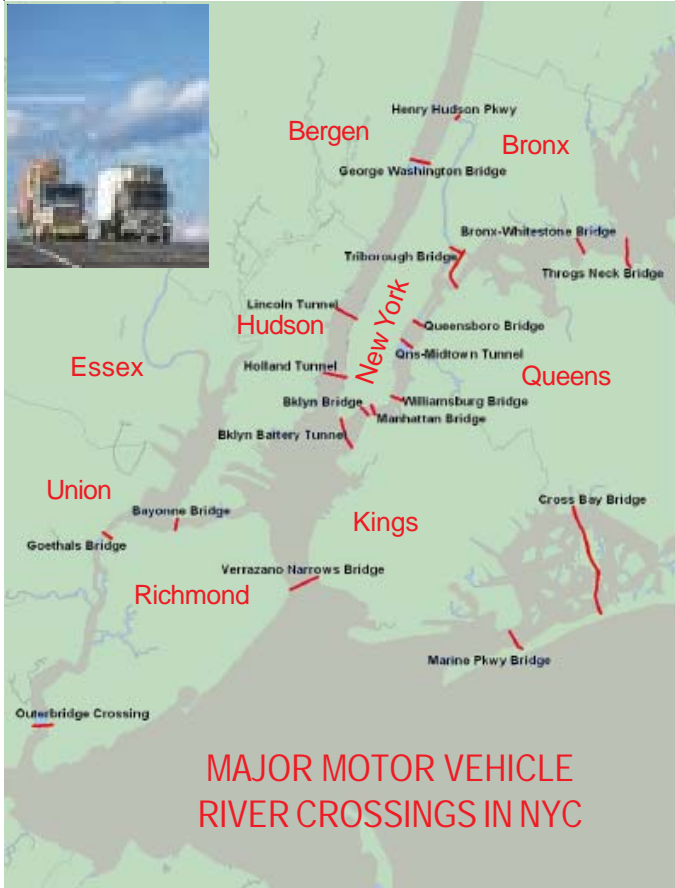 Henry Hudson Pkwy
Bergen
Bronx
George Washington Bridge
Bronx-Whitestone Bridge
Triborough Bridge
Throgs Neck Bridge
Lincoln Tunnel
Hudson
New York
Queensboro Bridge
Qns-Midtown Tunnel
Essex
Holland Tunnel
Queens
Bklyn Bridge
Williamsburg Bridge
Manhattan Bridge
Bklyn Battery Tunnel
Union
Cross Bay Bridge
Bayonne Bridge
Kings
Goethals Bridge
Verrazano Narrows Bridge
Richmond
Marine Pkwy Bridge
Outerbridge Crossing
MAJOR MOTOR VEHICLE
RIVER CROSSINGS IN NYC